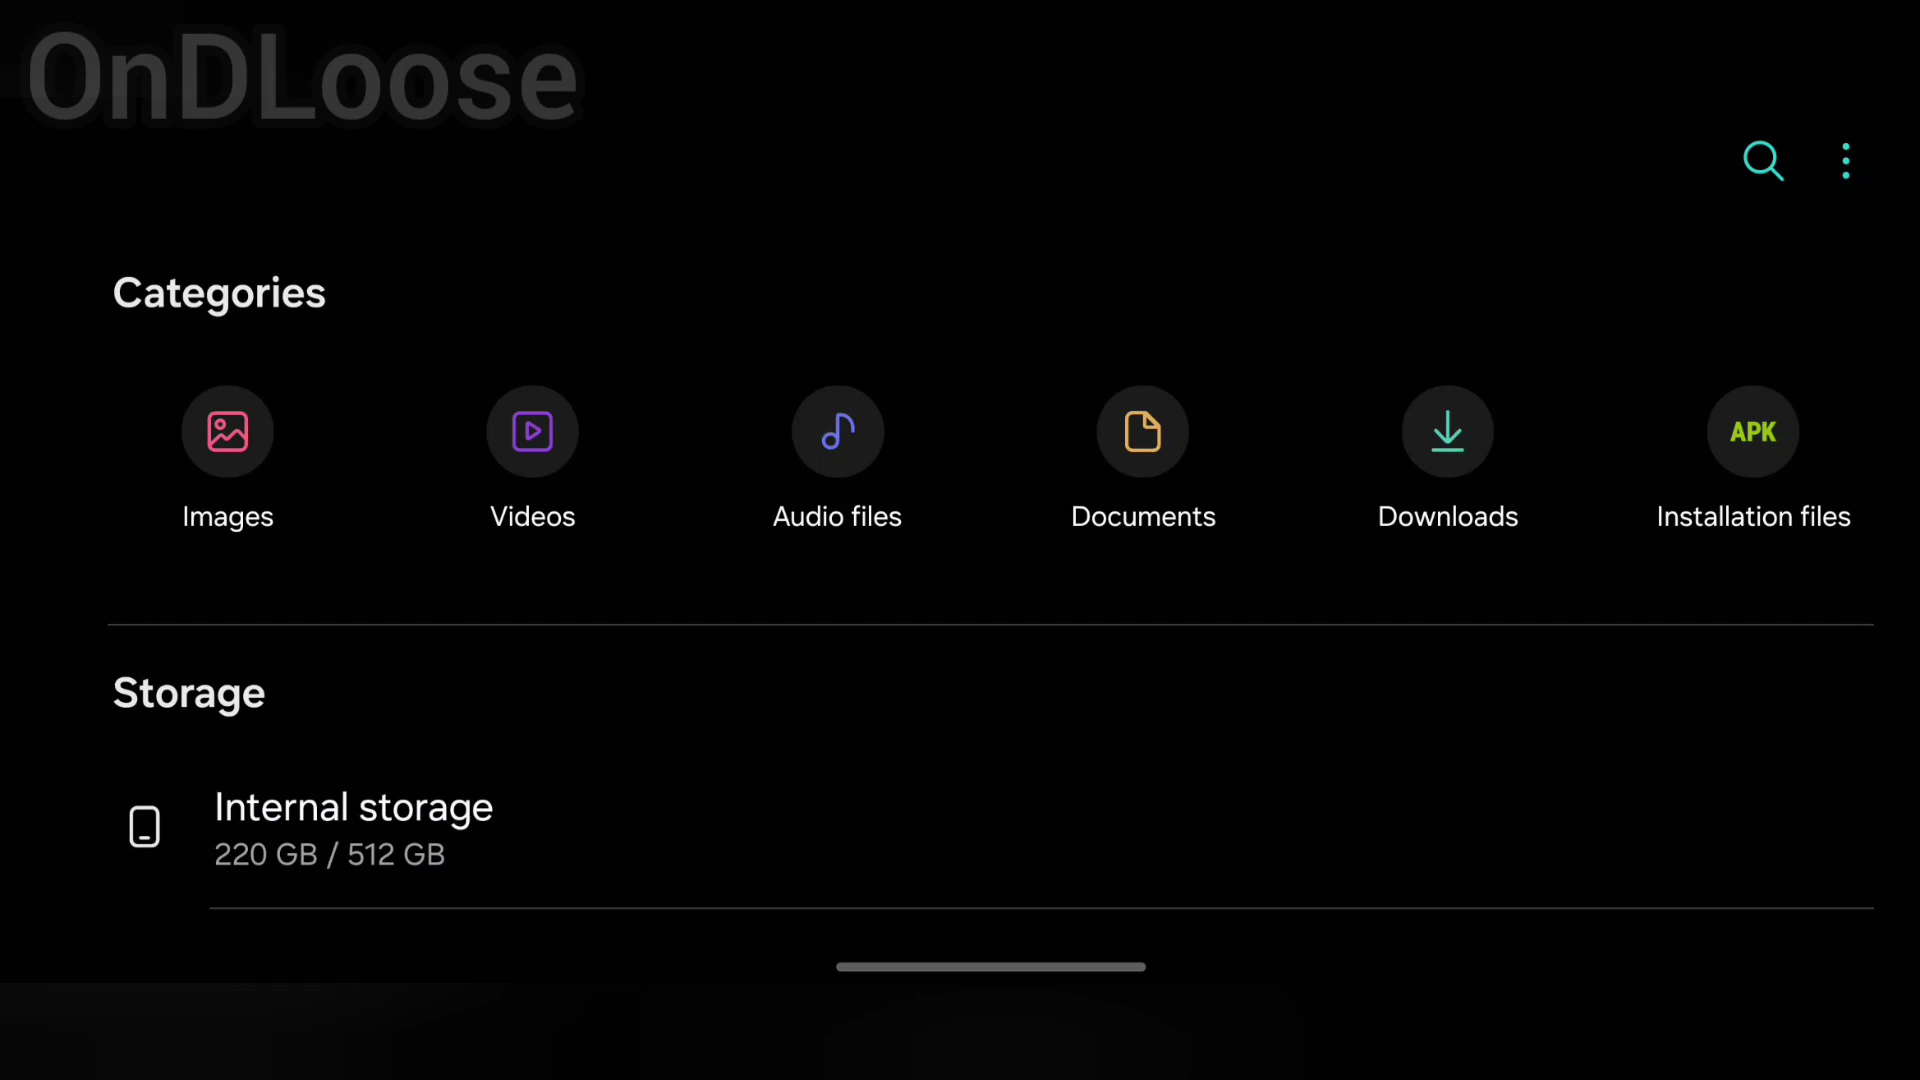 OnDLoose
Categories
Images
Videos
Audio files
Documents
Downloads
APK
Installation files
Storage
Internal storage
220 GB / 512 GB